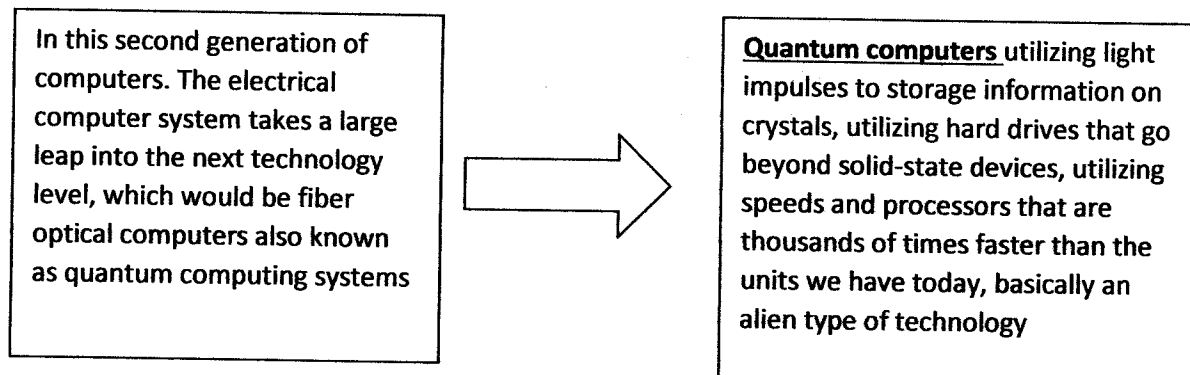 In this second generation of
computers. The electrical
computer system takes a large
leap into the next technology
level, which would be fiber
optical computers also known
as quantum computing systems
Quantum computers utilizing light
impulses to storage information on
crystals, utilizing hard drives that go
beyond solid-state devices, utilizing
speeds and processors that are
thousands of times faster than the
units we have today, basically an
alien type of technology